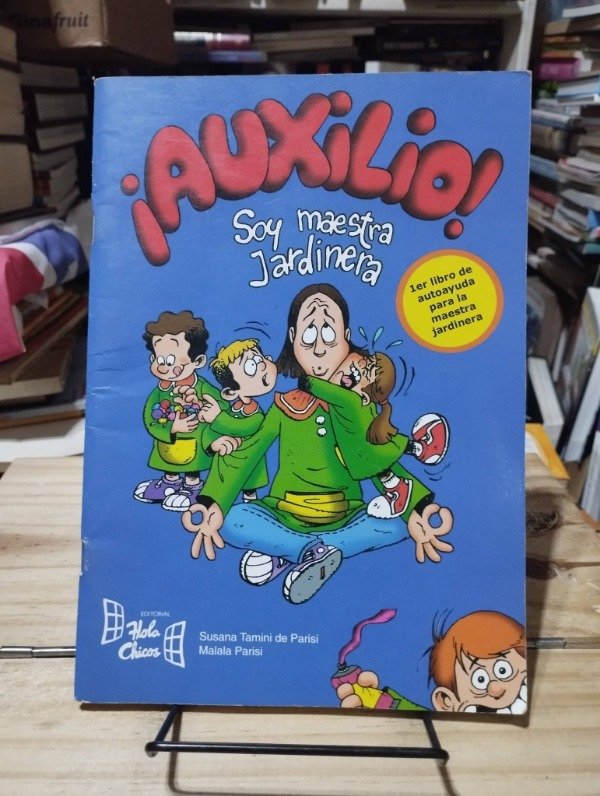 Ginafruit
¡AUXILIO!
Soy maestra
Jardinera
1er libro de
autoayuda
para la
maestra
jardinera
EDITORIAL
Hola
Chicos
Susana Tamini de Parisi
Malala Parisi